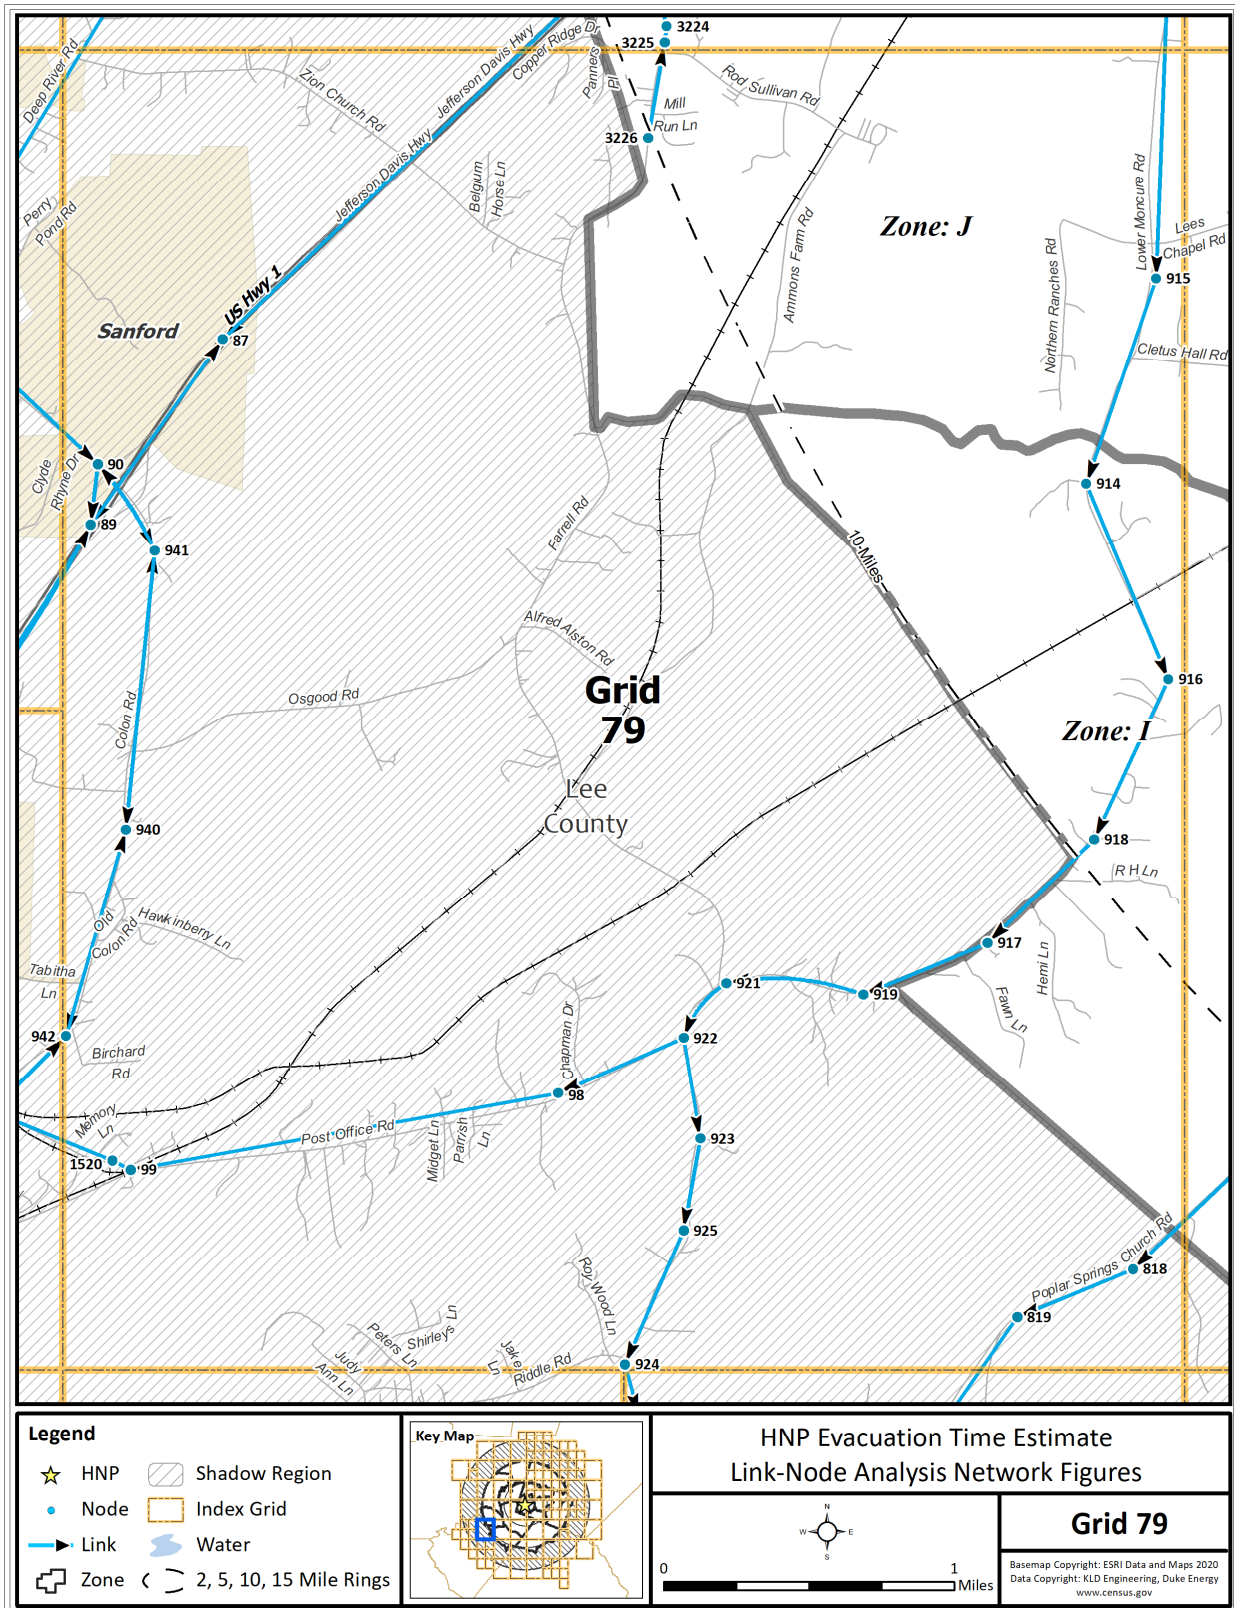 3224
3225
Deep River Rd
Zion Church Rd
Jefferson Davis Hwy
Copper Ridge Dr
Panners
Pl
Rod Sullivan Rd
Mill
Run Ln
3226
Jefferson Davis Hwy
Belgium
Horse Ln
Perry
Pond Rd
Lower Moncure Rd
Ammons Farm Rd
Zone: J
Lees
Chapel Rd
Northern Ranches Rd
915
US Hwy 1
Sanford
87
Cletus Hall Rd
90
Clyde
Rhyne Dr
914
89
941
Farrell Rd
10-Miles
Alfred Alston Rd
916
Grid
79
Osgood Rd
Colon Rd
Zone: I
Lee
County
940
918
R H Ln
Old
Colon Rd
Hawkinberry Ln
917
Hemi Ln
Tabitha
Ln
921
919
Fawn Ln
942
922
Birchard
Rd
Chapman Dr
98
Memory
Ln
Post Office Rd
Midget Ln
Parrish
Ln
923
1520
99
925
Poplar Springs Church Rd
818
Roy Wood Ln
819
Peters Ln
Shirleys Ln
Judy
Ann Ln
Jake
Ln
Riddle Rd
924
Legend
HNP
Shadow Region
Node
Index Grid
Link
Water
Zone
2, 5, 10, 15 Mile Rings
Key Map
HNP Evacuation Time Estimate
Link-Node Analysis Network Figures
N
W
E
S
0
1
Miles
Grid 79
Basemap Copyright: ESRI Data and Maps 2020
Data Copyright: KLD Engineering, Duke Energy
www.census.gov